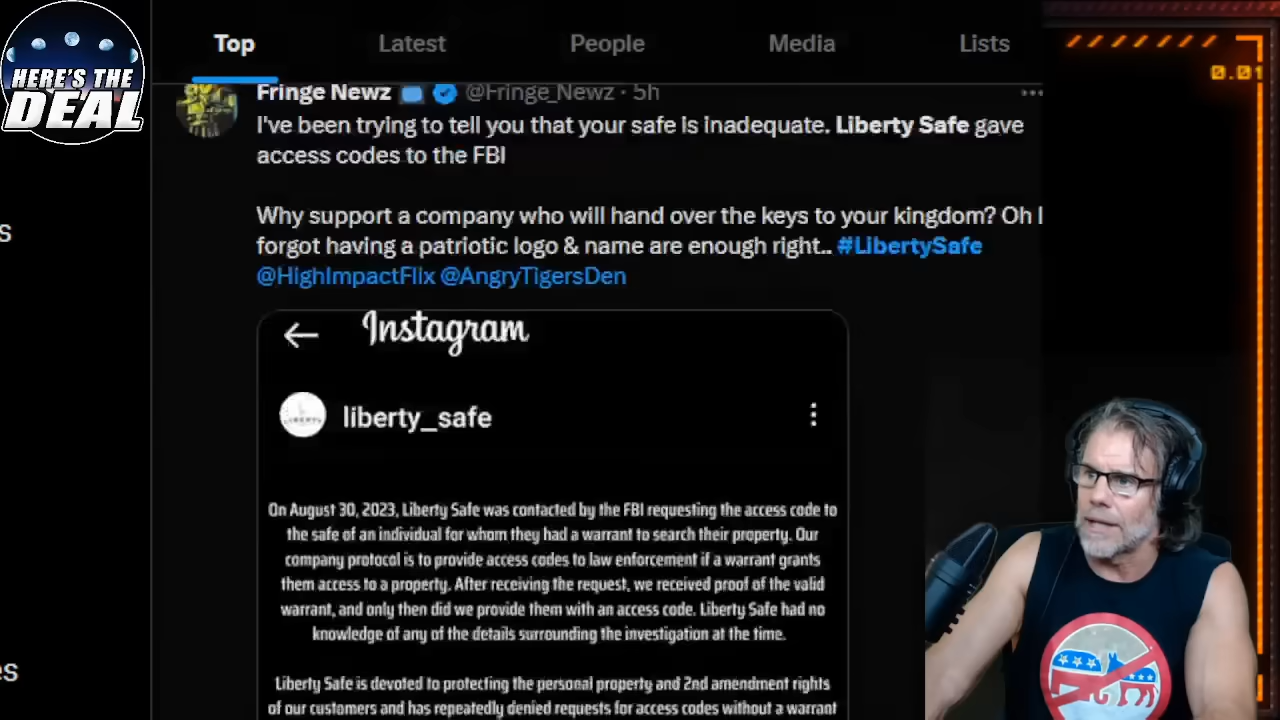 HERE'S THE
DEAL
Top Latest People Media Lists
0.01
Fringe Newz @Fringe_Newz · 5h
I've been trying to tell you that your safe is inadequate. Liberty Safe gave
access codes to the FBI
Why support a company who will hand over the keys to your kingdom? Oh I
forgot having a patriotic logo & name are enough right.. #LibertySafe
@HighImpactFlix @AngryTigersDen
s
Instagram
liberty_safe
On August 30, 2023, Liberty Safe was contacted by the FBI requesting the access code to
the safe of an individual for whom they had a warrant to search their property. Our
company protocol is to provide access codes to law enforcement if a warrant grants
them access to a property. After receiving the request, we received proof of the valid
warrant, and only then did we provide them with an access code. Liberty Safe had no
knowledge of any of the details surrounding the investigation at the time.
es
Liberty Safe is devoted to protecting the personal property and 2nd amendment rights
of our customers and has repeatedly denied requests for access codes without a warrant